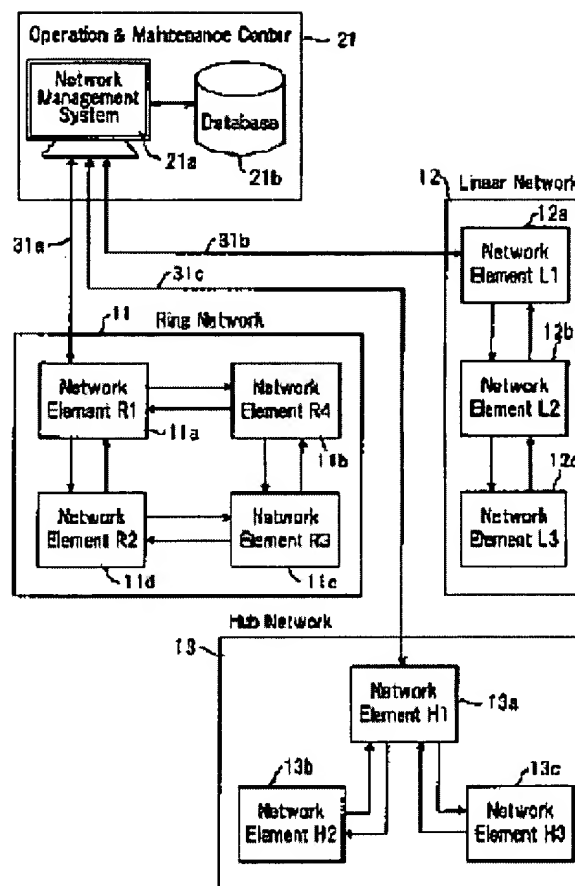 Operation & Maintenance Center
21
Network
Management
System
21a
Database
21b
31a
31b
31c
12
Linear Network
12a
Network
Element L1
12b
Network
Element L2
12c
Network
Element L3
11
Ring Network
Network
Element R1
11a
Network
Element R4
11b
Network
Element R2
11d
Network
Element R3
11c
Hub Network
13
Network
Element H1
13a
13b
Network
Element H2
13c
Network
Element H3